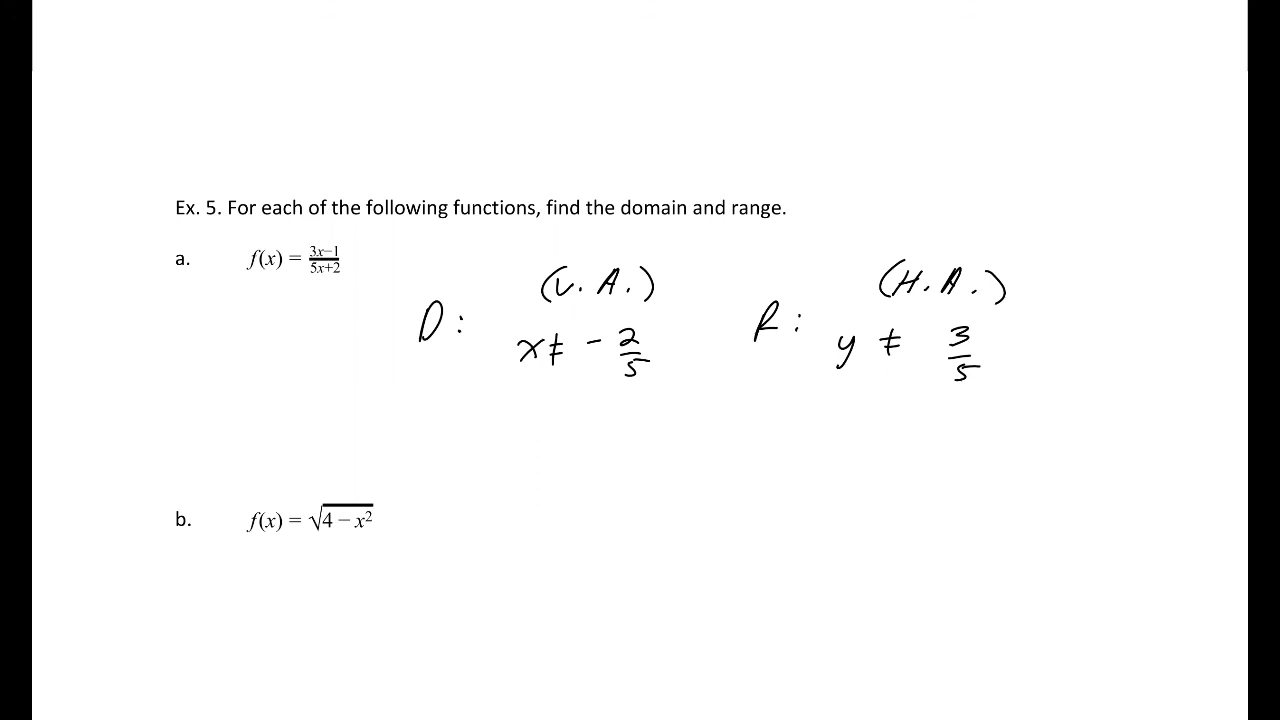 Ex. 5. For each of the following functions, find the domain and range.
a. f(x) = (3x−1)/(5x+2)
(V. A.) (H. A.)
D: x ≠ - 2/5 R: y ≠ 3/5
b. f(x) = √(4 − x²)